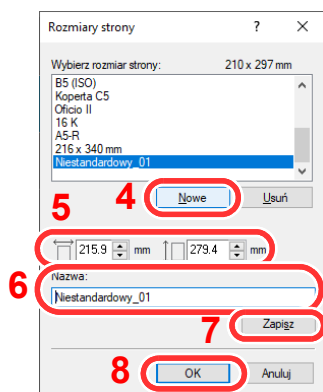 Rozmiary strony ? ×
Wybierz rozmiar strony: 210 x 297 mm
B5 (ISO)
Koperta C5
Oficio II
16 K
A5-R
216 x 340 mm
Niestandardowy_01
5 4 Nowe Usuń
215.9 mm 279.4 mm
6 Nazwa:
Niestandardowy_01
7 Zapisz
8 OK Anuluj